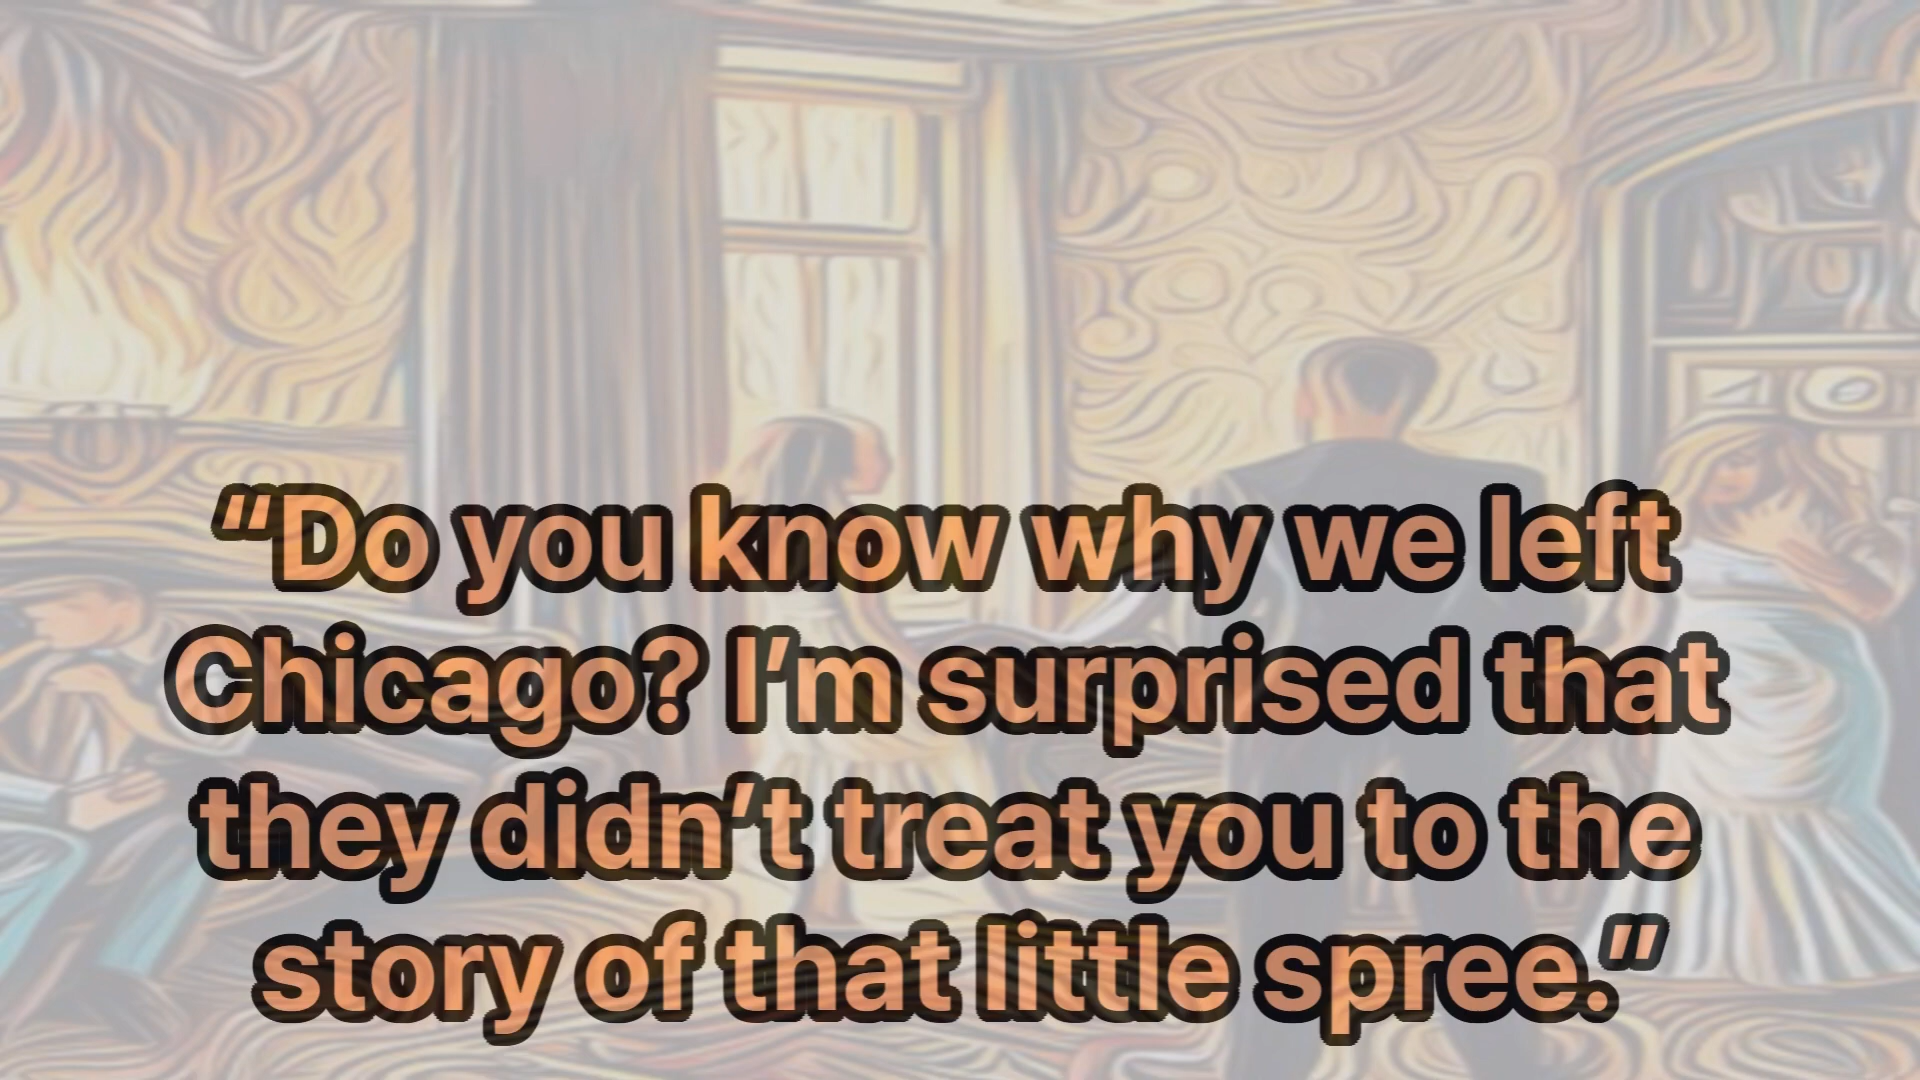 “Do you know why we left
Chicago? I’m surprised that
they didn’t treat you to the
story of that little spree.”